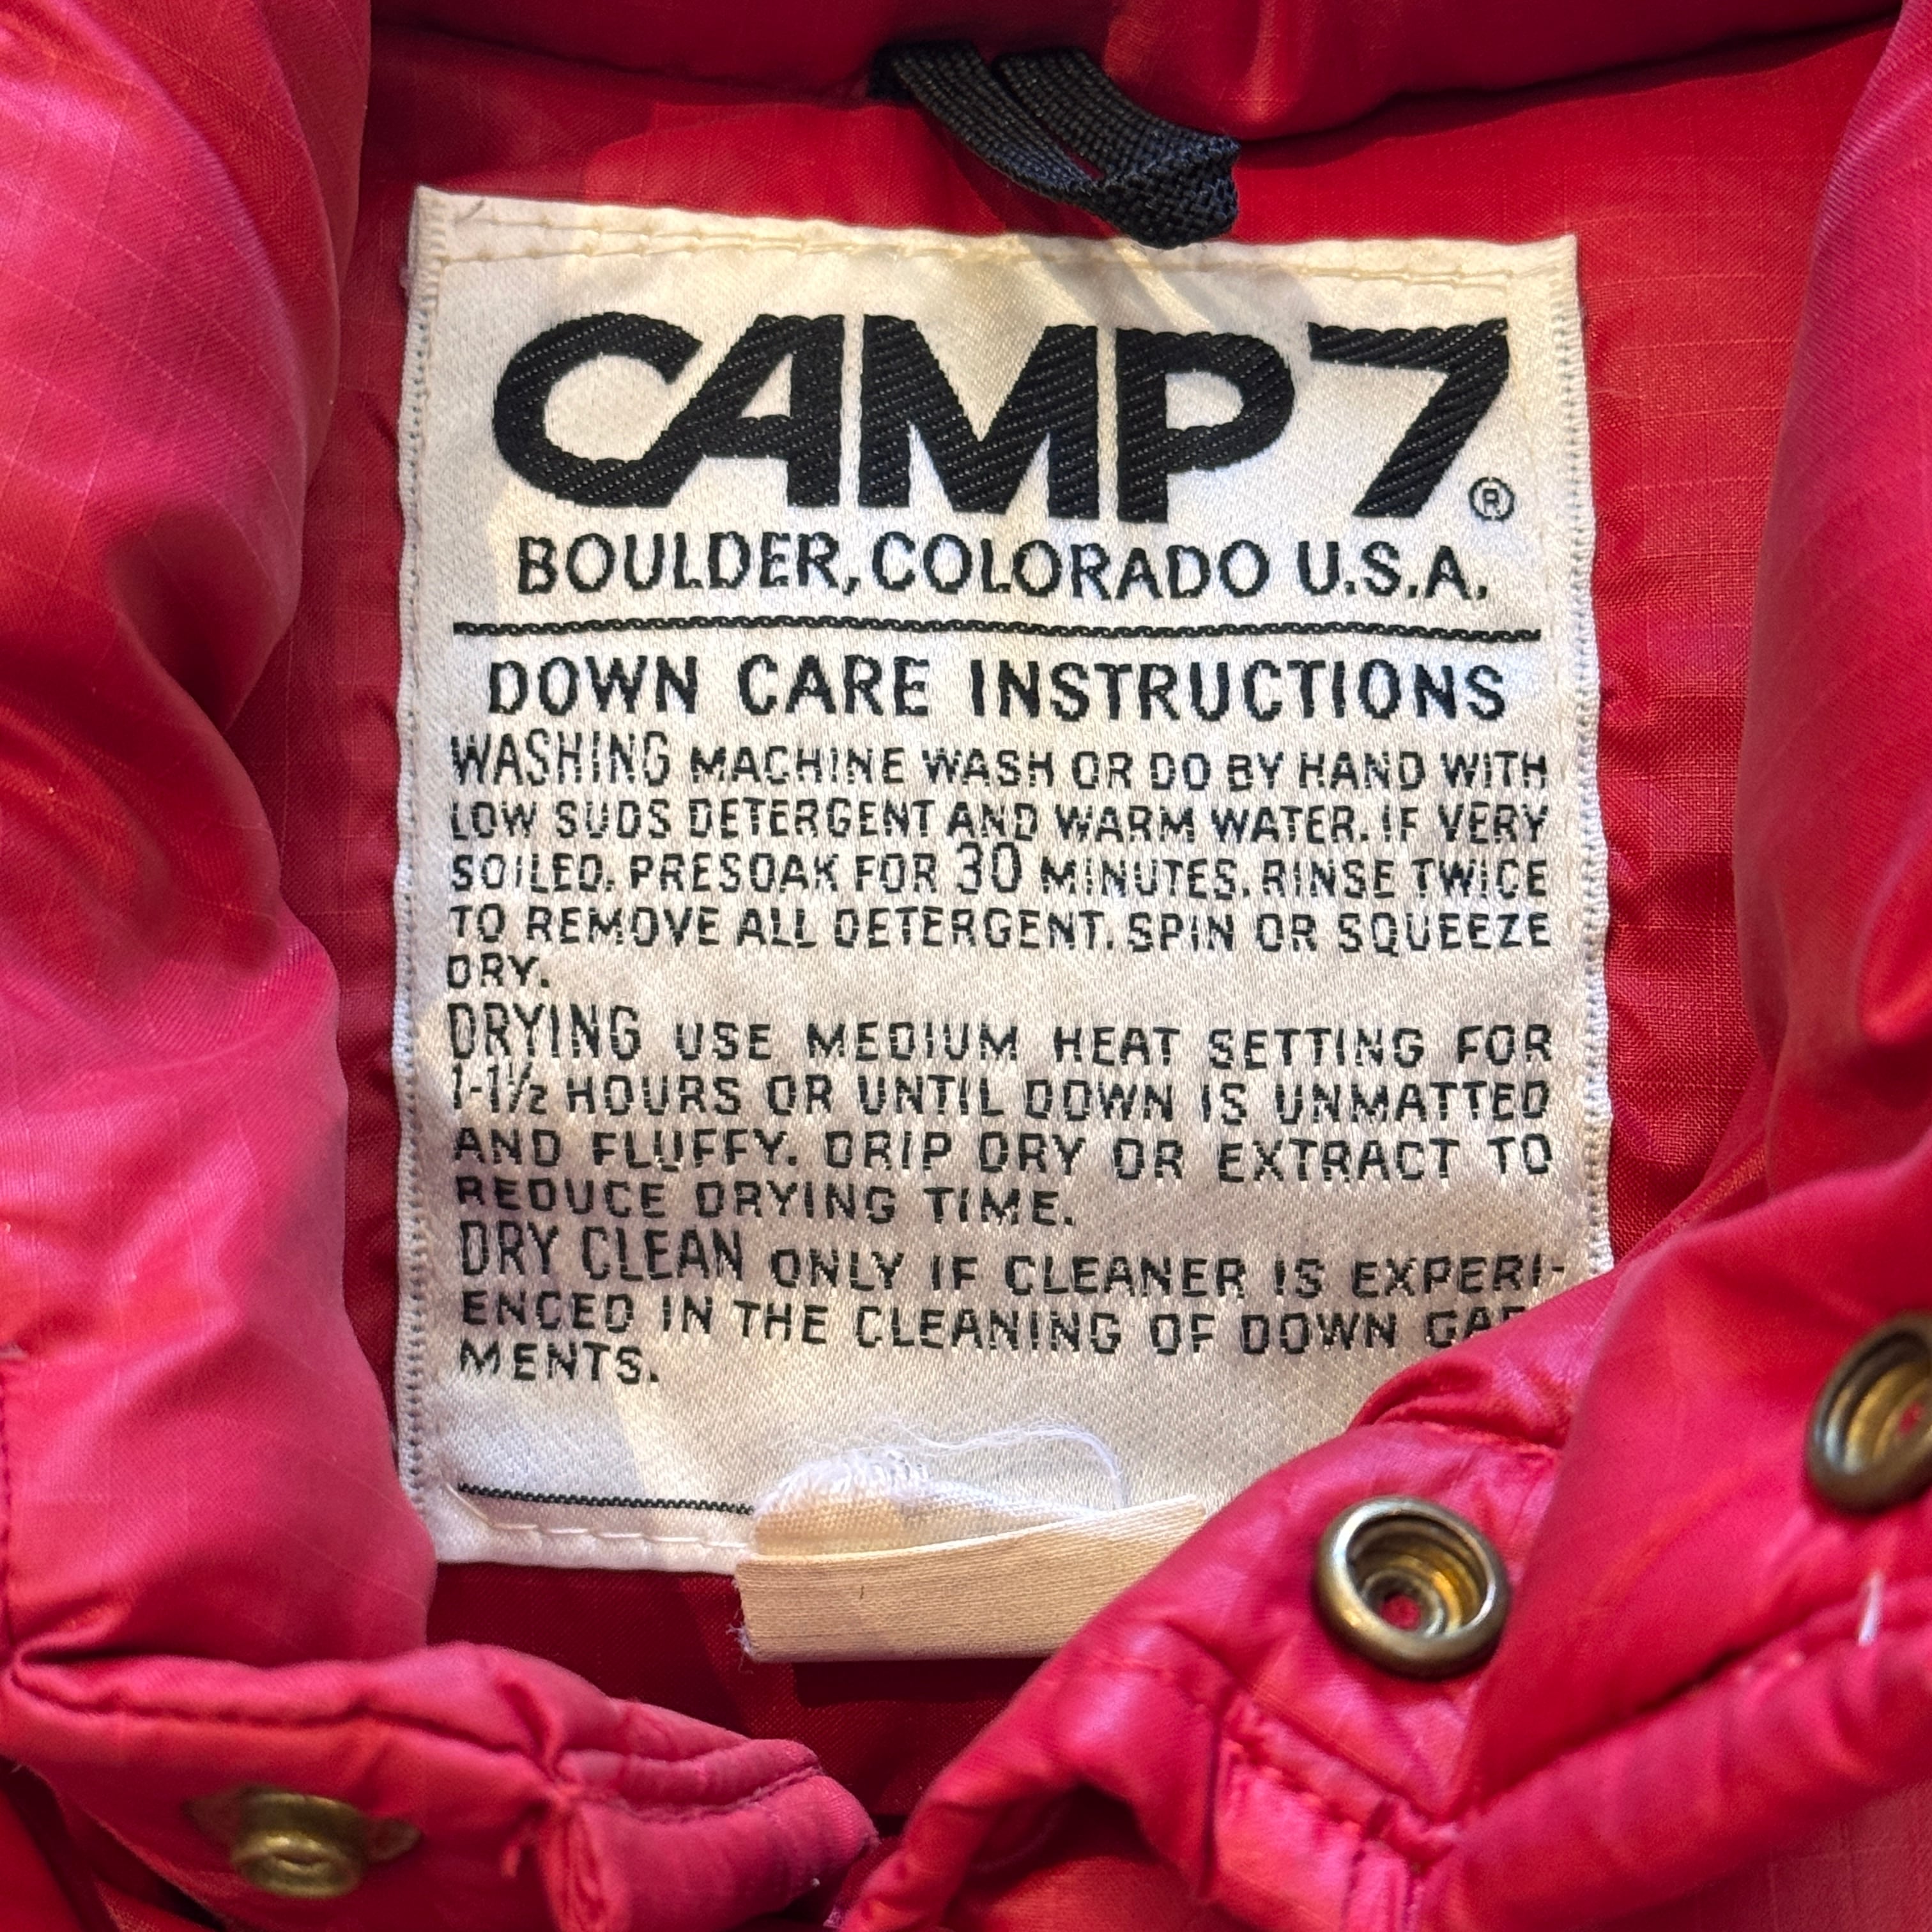 CAMP 7®
BOULDER, COLORADO U.S.A.
DOWN CARE INSTRUCTIONS
WASHING MACHINE WASH OR DO BY HAND WITH
LOW SUDS DETERGENT AND WARM WATER. IF VERY
SOILED, PRESOAK FOR 30 MINUTES. RINSE TWICE
TO REMOVE ALL DETERGENT. SPIN OR SQUEEZE
DRY.
DRYING USE MEDIUM HEAT SETTING FOR
1-1½ HOURS OR UNTIL DOWN IS UNMATTED
AND FLUFFY. DRIP DRY OR EXTRACT TO
REDUCE DRYING TIME.
DRY CLEAN ONLY IF CLEANER IS EXPERI-
ENCED IN THE CLEANING OF DOWN GAR
MENTS.